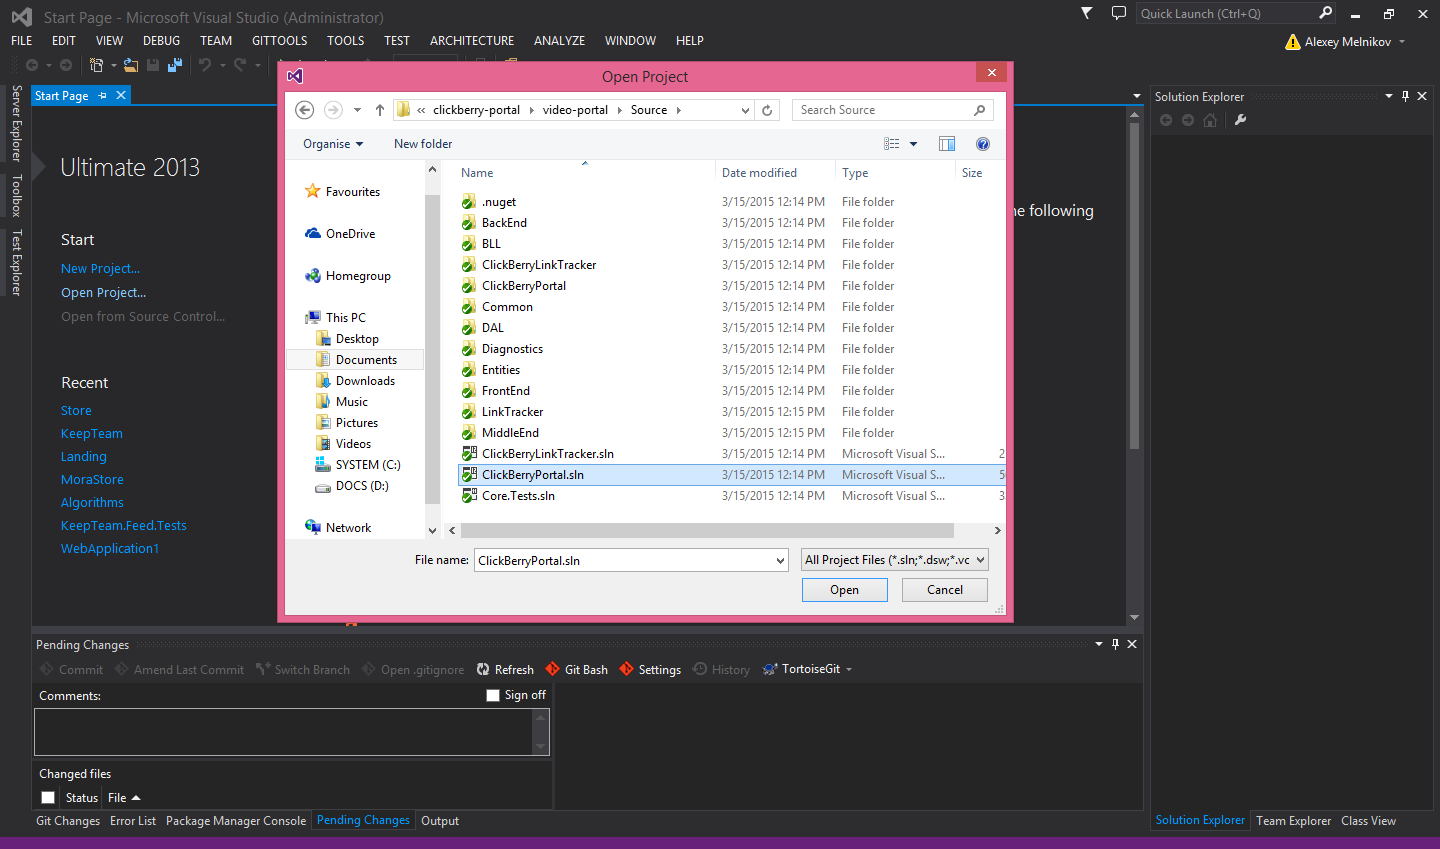 Start Page - Microsoft Visual Studio (Administrator)
Quick Launch (Ctrl+Q)
FILE EDIT VIEW DEBUG TEAM GITTOOLS TOOLS TEST ARCHITECTURE ANALYZE WINDOW HELP
Alexey Melnikov
Server Explorer
Toolbox
Test Explorer
Start Page
Ultimate 2013
Start
New Project...
Open Project...
Open from Source Control...
Recent
Store
KeepTeam
Landing
MoraStore
Algorithms
KeepTeam.Feed.Tests
WebApplication1
following
Open Project
« clickberry-portal video-portal Source
Search Source
Organise New folder
Favourites
OneDrive
Homegroup
This PC
Desktop
Documents
Downloads
Music
Pictures
Videos
SYSTEM (C:)
DOCS (D:)
Network
Name Date modified Type Size
.nuget 3/15/2015 12:14 PM File folder
BackEnd 3/15/2015 12:14 PM File folder
BLL 3/15/2015 12:14 PM File folder
ClickBerryLinkTracker 3/15/2015 12:14 PM File folder
ClickBerryPortal 3/15/2015 12:14 PM File folder
Common 3/15/2015 12:14 PM File folder
DAL 3/15/2015 12:14 PM File folder
Diagnostics 3/15/2015 12:14 PM File folder
Entities 3/15/2015 12:14 PM File folder
FrontEnd 3/15/2015 12:14 PM File folder
LinkTracker 3/15/2015 12:15 PM File folder
MiddleEnd 3/15/2015 12:15 PM File folder
ClickBerryLinkTracker.sln 3/15/2015 12:14 PM Microsoft Visual S... 2
ClickBerryPortal.sln 3/15/2015 12:14 PM Microsoft Visual S... 5
Core.Tests.sln 3/15/2015 12:14 PM Microsoft Visual S... 3
File name: ClickBerryPortal.sln All Project Files (*.sln;*.dsw;*.vc
Open Cancel
Solution Explorer
Pending Changes
Commit Amend Last Commit Switch Branch Open .gitignore Refresh Git Bash Settings History TortoiseGit
Comments: Sign off
Changed files
Status File
Git Changes Error List Package Manager Console Pending Changes Output
Solution Explorer Team Explorer Class View